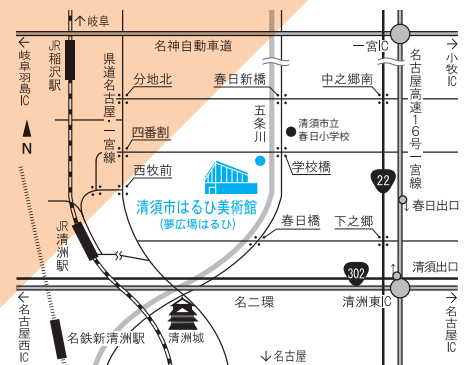 ↑岐阜
JR稲沢駅
名神自動車道
一宮IC
←岐阜羽島IC
→小牧IC
県道名古屋・一宮線
分地北
春日新橋
中之郷南
名古屋高速16号一宮線
五条川
清須市立
春日小学校
N
四番割
西牧前
学校橋
22
清須市はるひ美術館
(夢広場はるひ)
春日出口
JR清洲駅
春日橋
下之郷
302
清須出口
←名古屋西IC
名鉄新清洲駅
清洲城
名二環
清洲東IC
→名古屋IC
↓名古屋